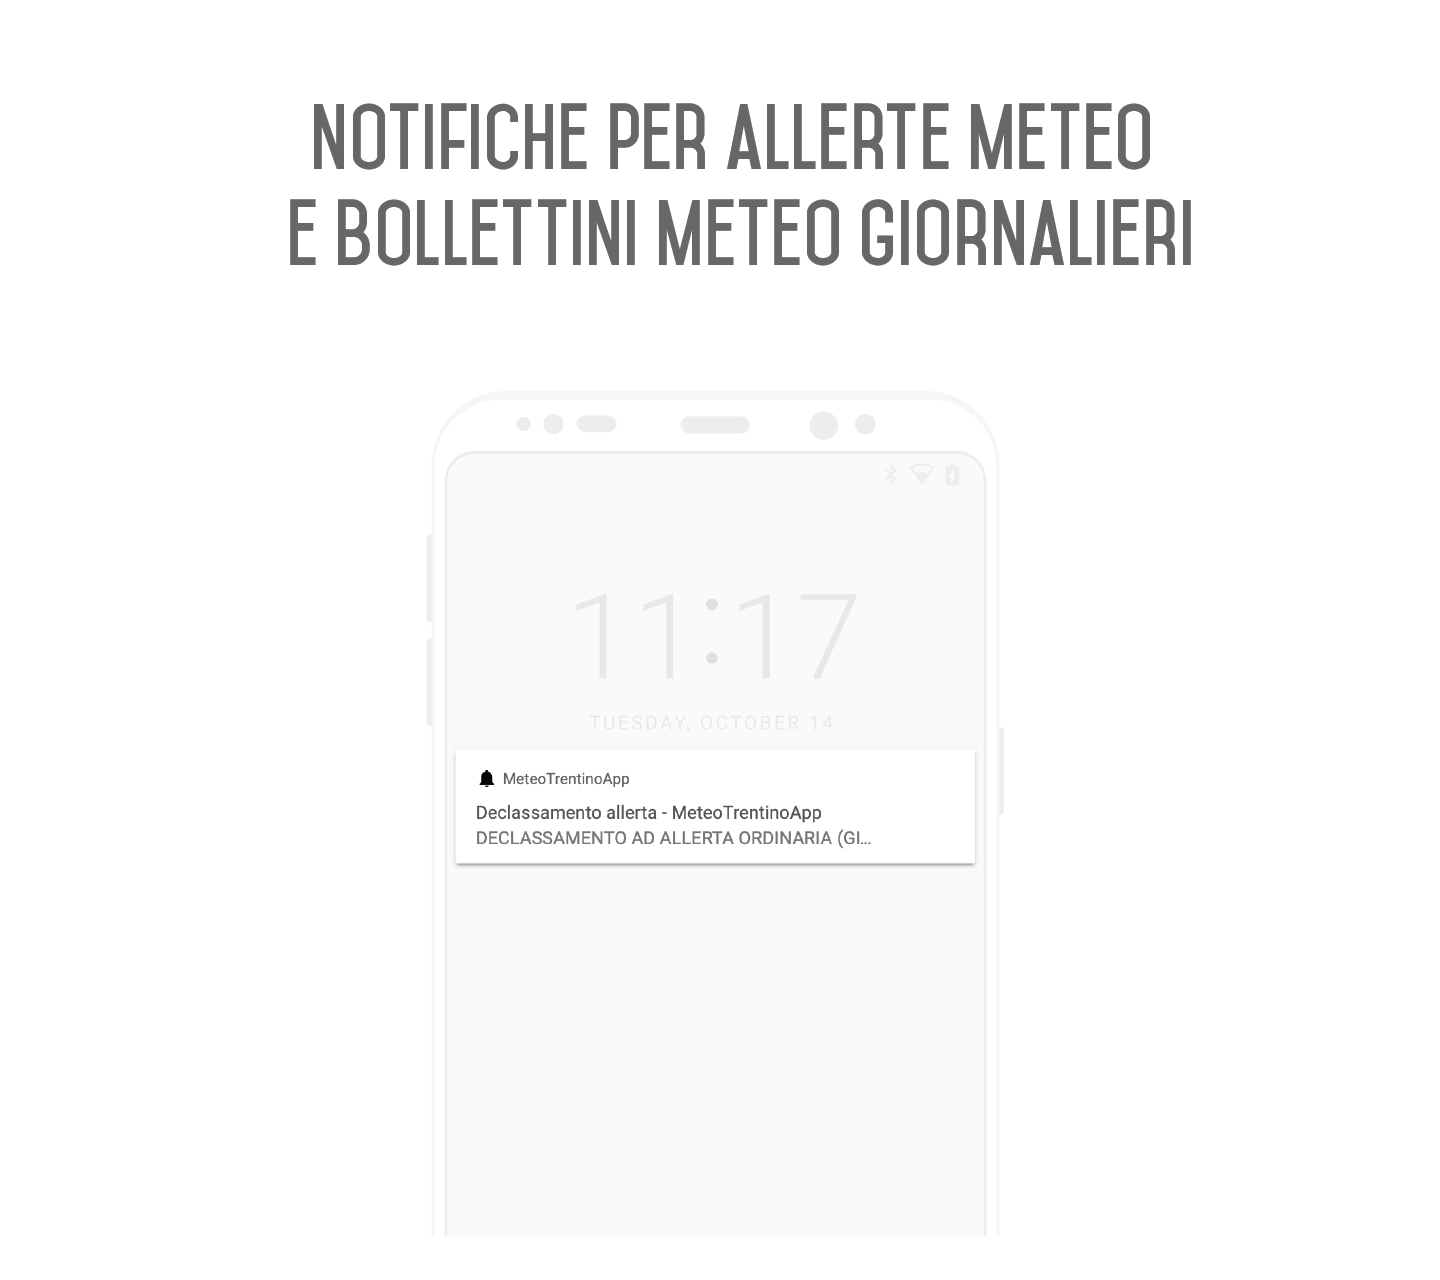 NOTIFICHE PER ALLERTE METEO
E BOLLETTINI METEO GIORNALIERI
11:17
TUESDAY, OCTOBER 14
MeteoTrentinoApp
Declassamento allerta - MeteoTrentinoApp
DECLASSAMENTO AD ALLERTA ORDINARIA (GI...